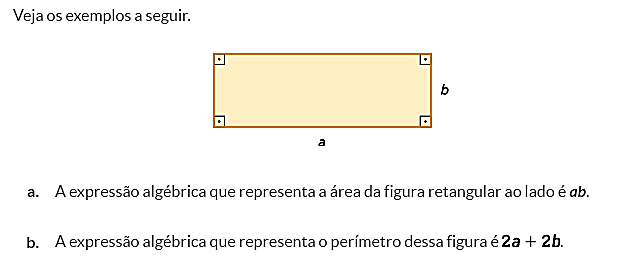 Veja os exemplos a seguir.
b
a
a. A expressão algébrica que representa a área da figura retangular ao lado é ab.
b. A expressão algébrica que representa o perímetro dessa figura é 2a + 2b.